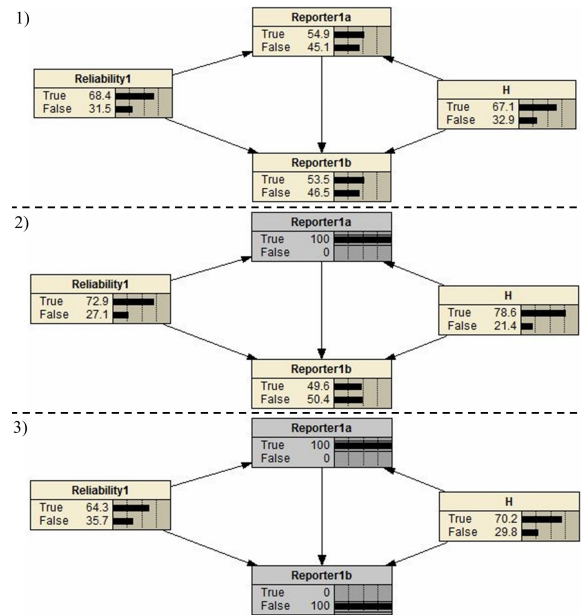 1)
Reporter1a
True 54.9
False 45.1
Reliability1
True 68.4
False 31.5
H
True 67.1
False 32.9
Reporter1b
True 53.5
False 46.5
2)
Reporter1a
True 100
False 0
Reliability1
True 72.9
False 27.1
H
True 78.6
False 21.4
Reporter1b
True 49.6
False 50.4
3)
Reporter1a
True 100
False 0
Reliability1
True 64.3
False 35.7
H
True 70.2
False 29.8
Reporter1b
True 0
False 100